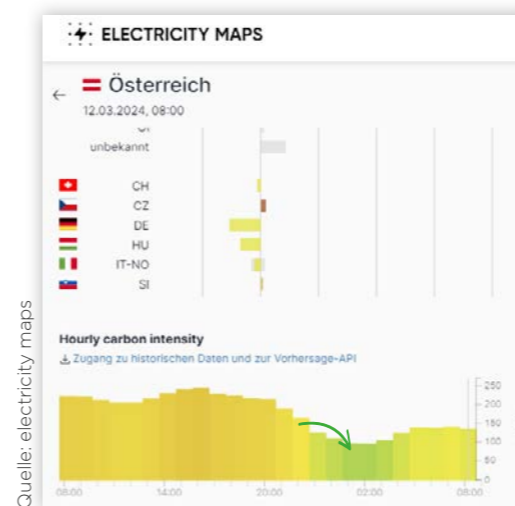 ELECTRICITY MAPS
Österreich
12.03.2024, 08:00
unbekannt
CH
CZ
DE
HU
IT-NO
SI
Hourly carbon intensity
Zugang zu historischen Daten und zur Vorhersage-API
250
200
150
100
50
0
08:00 14:00 20:00 02:00 08:00
Quelle: electricity maps